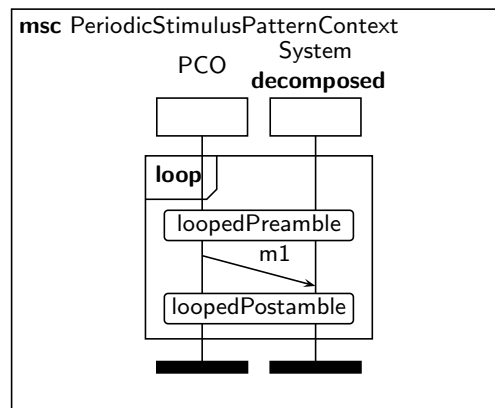 msc PeriodicStimulusPatternContext
System
PCO
decomposed
loop
loopedPreamble
m1
loopedPostamble